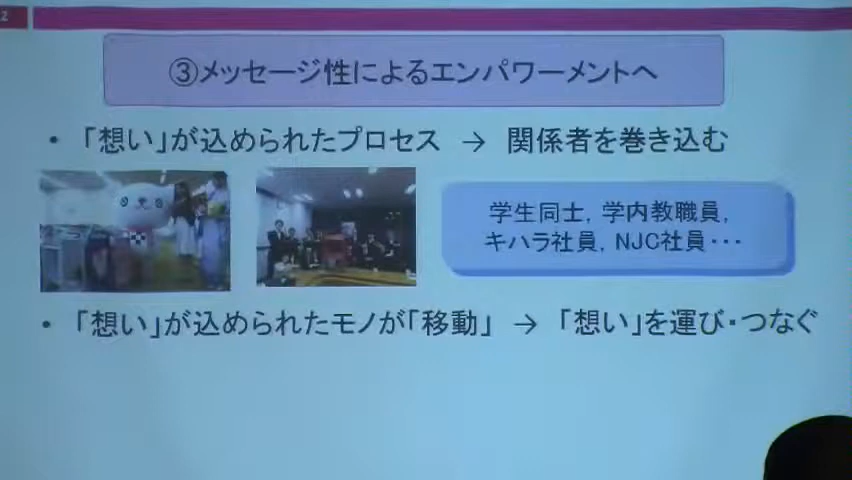 2
③メッセージ性によるエンパワーメントへ
• 「想い」が込められたプロセス → 関係者を巻き込む
学生同士, 学内教職員,
キハラ社員, NJC社員・・・
• 「想い」が込められたモノが「移動」 → 「想い」を運び・つなぐ